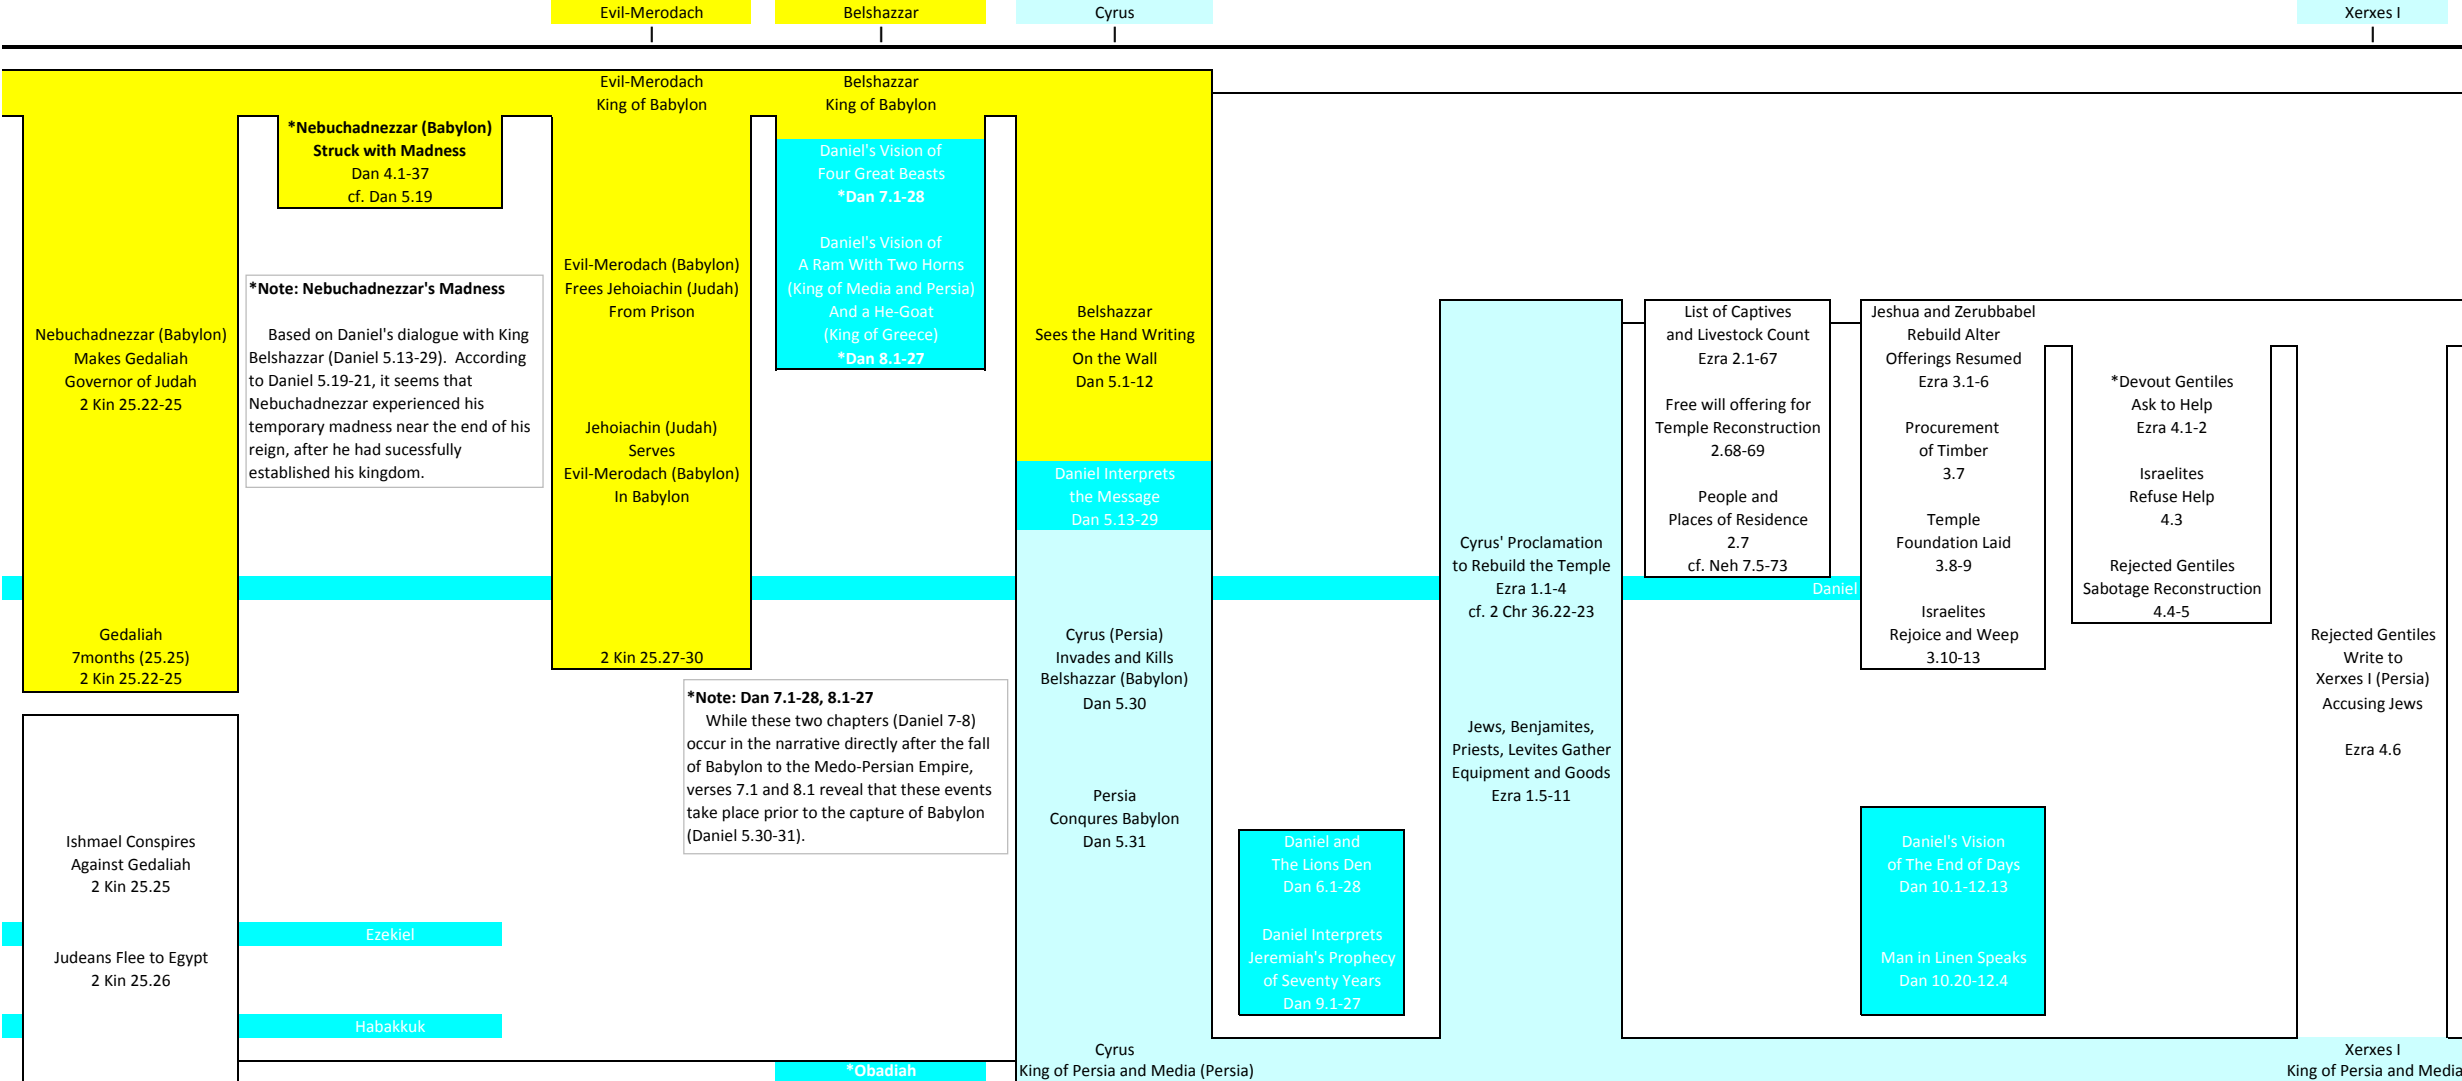 Evil-Merodach
Belshazzar
Cyrus
Xerxes I
Evil-Merodach
King of Babylon
Belshazzar
King of Babylon
*Nebuchadnezzar (Babylon)
Struck with Madness
Dan 4.1-37
cf. Dan 5.19
Daniel's Vision of
Four Great Beasts
*Dan 7.1-28
Daniel's Vision of
A Ram With Two Horns
(King of Media and Persia)
And a He-Goat
(King of Greece)
*Dan 8.1-27
Nebuchadnezzar (Babylon)
Makes Gedaliah
Governor of Judah
2 Kin 25.22-25
Gedaliah
7months (25.25)
2 Kin 25.22-25
*Note: Nebuchadnezzar's Madness
Based on Daniel's dialogue with King
Belshazzar (Daniel 5.13-29).  According
to Daniel 5.19-21, it seems that
Nebuchadnezzar experienced his
temporary madness near the end of his
reign, after he had sucessfully
established his kingdom.
Evil-Merodach (Babylon)
Frees Jehoiachin (Judah)
From Prison
Jehoiachin (Judah)
Serves
Evil-Merodach (Babylon)
In Babylon
2 Kin 25.27-30
Belshazzar
Sees the Hand Writing
On the Wall
Dan 5.1-12
Daniel Interprets
the Message
Dan 5.13-29
Cyrus (Persia)
Invades and Kills
Belshazzar (Babylon)
Dan 5.30
Persia
Conqures Babylon
Dan 5.31
*Note: Dan 7.1-28, 8.1-27
While these two chapters (Daniel 7-8)
occur in the narrative directly after the fall
of Babylon to the Medo-Persian Empire,
verses 7.1 and 8.1 reveal that these events
take place prior to the capture of Babylon
(Daniel 5.30-31).
Cyrus' Proclamation
to Rebuild the Temple
Ezra 1.1-4
cf. 2 Chr 36.22-23
Jews, Benjamites,
Priests, Levites Gather
Equipment and Goods
Ezra 1.5-11
List of Captives
and Livestock Count
Ezra 2.1-67
Free will offering for
Temple Reconstruction
2.68-69
People and
Places of Residence
2.7
cf. Neh 7.5-73
Daniel
Jeshua and Zerubbabel
Rebuild Alter
Offerings Resumed
Ezra 3.1-6
Procurement
of Timber
3.7
Temple
Foundation Laid
3.8-9
Israelites
Rejoice and Weep
3.10-13
*Devout Gentiles
Ask to Help
Ezra 4.1-2
Israelites
Refuse Help
4.3
Rejected Gentiles
Sabotage Reconstruction
4.4-5
Rejected Gentiles
Write to
Xerxes I (Persia)
Accusing Jews
Ezra 4.6
Ishmael Conspires
Against Gedaliah
2 Kin 25.25
Judeans Flee to Egypt
2 Kin 25.26
Ezekiel
Habakkuk
Daniel and
The Lions Den
Dan 6.1-28
Daniel Interprets
Jeremiah's Prophecy
of Seventy Years
Dan 9.1-27
Daniel's Vision
of The End of Days
Dan 10.1-12.13
Man in Linen Speaks
Dan 10.20-12.4
*Obadiah
Cyrus
King of Persia and Media (Persia)
Xerxes I
King of Persia and Media